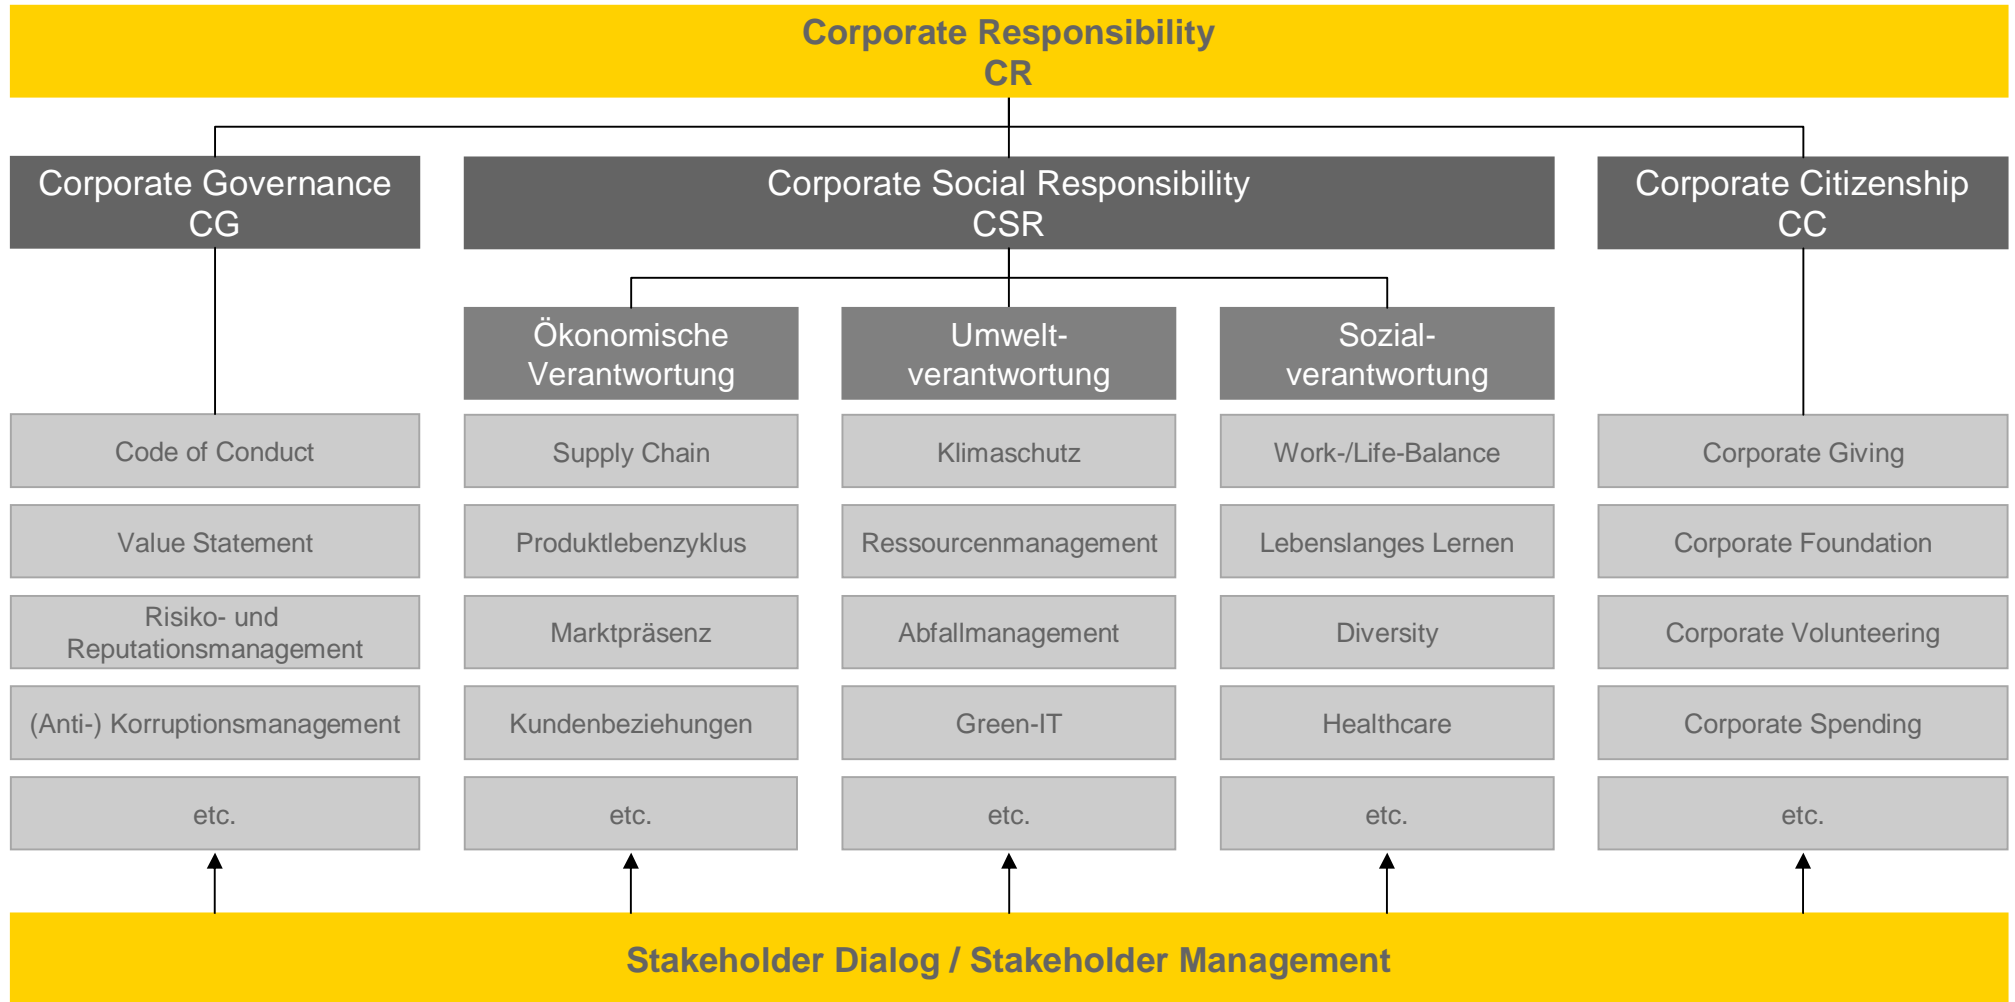 Corporate Responsibility
CR
Corporate Governance
CG
Corporate Social Responsibility
CSR
Corporate Citizenship
CC
Ökonomische
Verantwortung
Umwelt-
verantwortung
Sozial-
verantwortung
Code of Conduct
Supply Chain
Klimaschutz
Work-/Life-Balance
Corporate Giving
Value Statement
Produktlebenzyklus
Ressourcenmanagement
Lebenslanges Lernen
Corporate Foundation
Risiko- und
Reputationsmanagement
Marktpräsenz
Abfallmanagement
Diversity
Corporate Volunteering
(Anti-) Korruptionsmanagement
Kundenbeziehungen
Green-IT
Healthcare
Corporate Spending
etc.
etc.
etc.
etc.
etc.
Stakeholder Dialog / Stakeholder Management